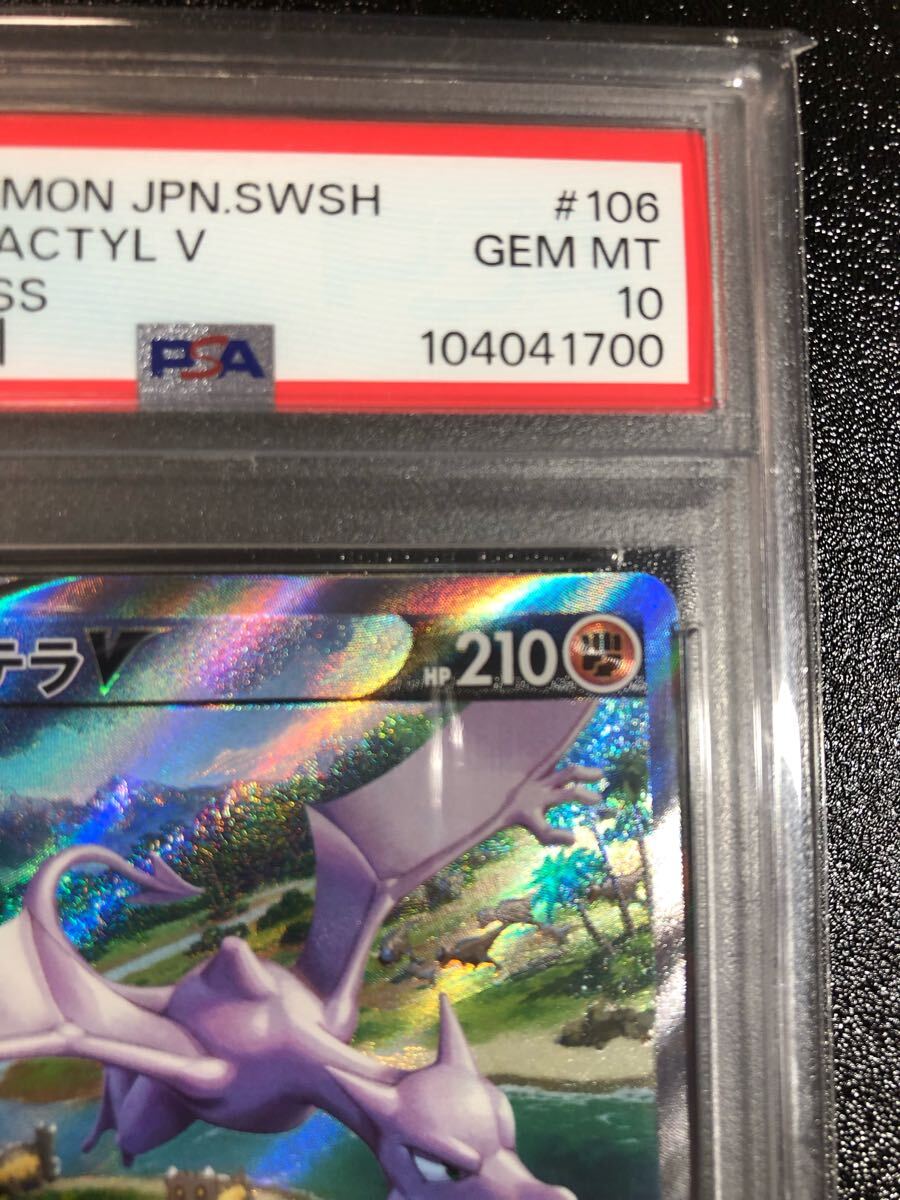 MON JPN.SWSH #106
ACTYL V GEM MT
SS 10
PSA 104041700
テラV HP 210